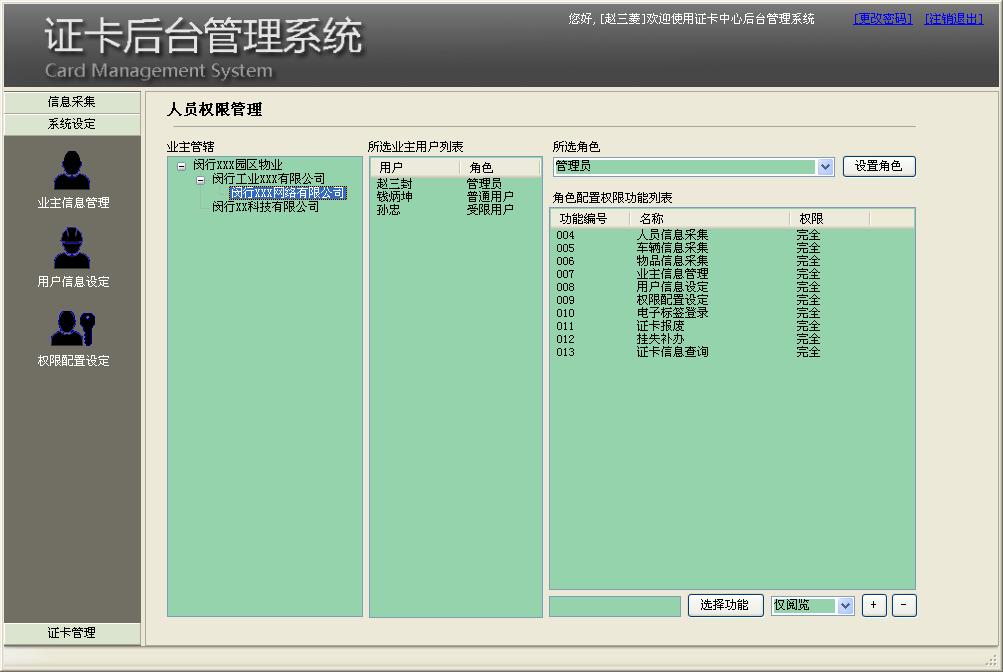 证卡后台管理系统
Card Management System
您好, [赵三菱]欢迎使用证卡中心后台管理系统 [更改密码] [注销退出]
信息采集
系统设定
业主信息管理
用户信息设定
权限配置设定
证卡管理
人员权限管理
业主管辖
闵行XXX园区物业
闵行工业XXX有限公司
闵行XXX网络有限公司
闵行XX科技有限公司
所选业主用户列表
用户 角色
赵三封 管理员
钱炳坤 普通用户
孙忠 受限用户
所选角色
管理员 设置角色
角色配置权限功能列表
功能编号 名称 权限
004 人员信息采集 完全
005 车辆信息采集 完全
006 物品信息采集 完全
007 业主信息管理 完全
008 用户信息设定 完全
009 权限配置设定 完全
010 电子标签登录 完全
011 证卡报废 完全
012 挂失补办 完全
013 证卡信息查询 完全
选择功能 仅阅览 + -